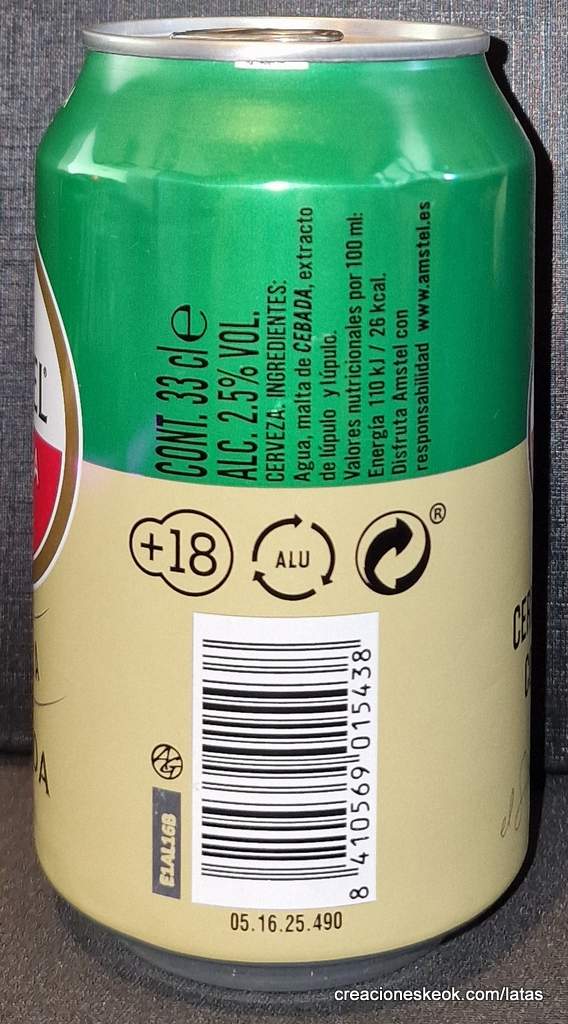 CONT. 33 cl e
ALC. 2.5% VOL.
CERVEZA. INGREDIENTES:
Agua, malta de CEBADA, extracto
de lúpulo y lúpulo.
Valores nutricionales por 100 ml:
Energía 110 kJ / 26 kcal.
Disfruta Amstel con
responsabilidad www.amstel.es
+18
ALU
®
8 410569 015438
05.16.25.490
creacioneskeok.com/latas